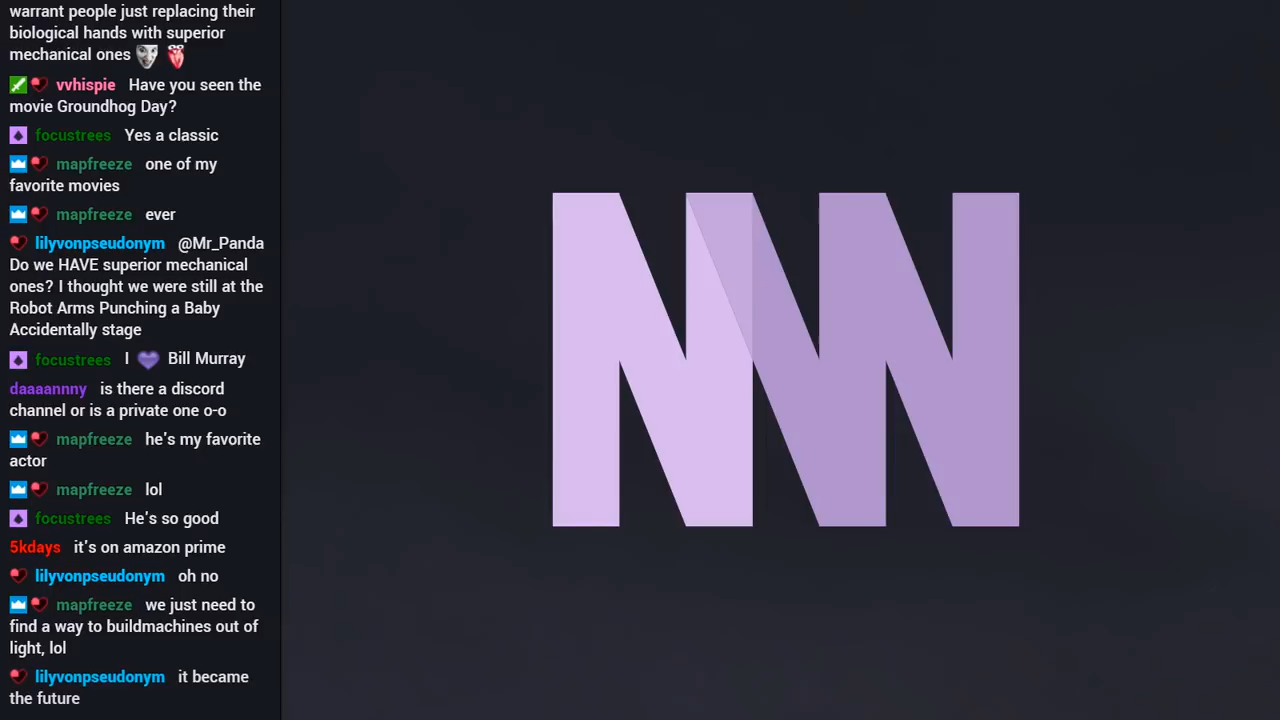 warrant people just replacing their
biological hands with superior
mechanical ones
vvhispie Have you seen the
movie Groundhog Day?
focustrees Yes a classic
mapfreeze one of my
favorite movies
mapfreeze ever
lilyvonpseudonym @Mr_Panda
Do we HAVE superior mechanical
ones? I thought we were still at the
Robot Arms Punching a Baby
Accidentally stage
focustrees I 💜 Bill Murray
daaaannny is there a discord
channel or is a private one o-o
mapfreeze he's my favorite
actor
mapfreeze lol
focustrees He's so good
5kdays it's on amazon prime
lilyvonpseudonym oh no
mapfreeze we just need to
find a way to buildmachines out of
light, lol
lilyvonpseudonym it became
the future